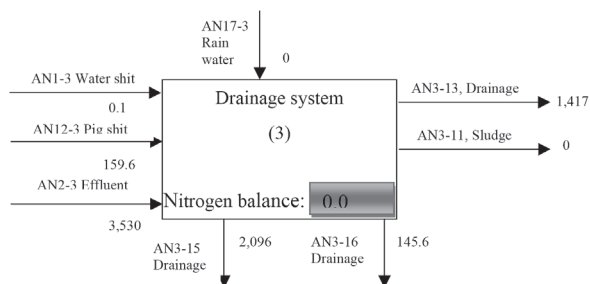 AN17-3
Rain
water
0
AN1-3 Water shit
0.1
AN12-3 Pig shit
159.6
AN2-3 Effluent
3,530
Drainage system
(3)
Nitrogen balance: 0.0
AN3-13, Drainage
1,417
AN3-11, Sludge
0
AN3-15
Drainage
2,096
AN3-16
Drainage
145.6